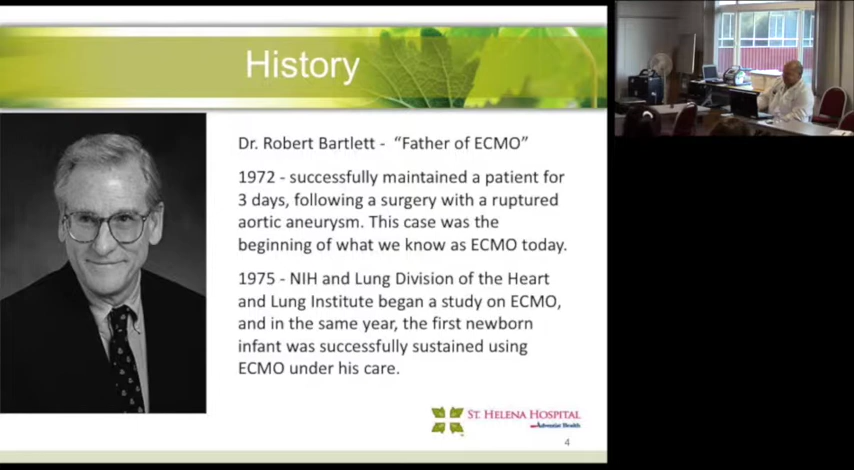 History
Dr. Robert Bartlett - “Father of ECMO”
1972 - successfully maintained a patient for
3 days, following a surgery with a ruptured
aortic aneurysm. This case was the
beginning of what we know as ECMO today.
1975 - NIH and Lung Division of the Heart
and Lung Institute began a study on ECMO,
and in the same year, the first newborn
infant was successfully sustained using
ECMO under his care.
St. Helena Hospital
Adventist Health
4